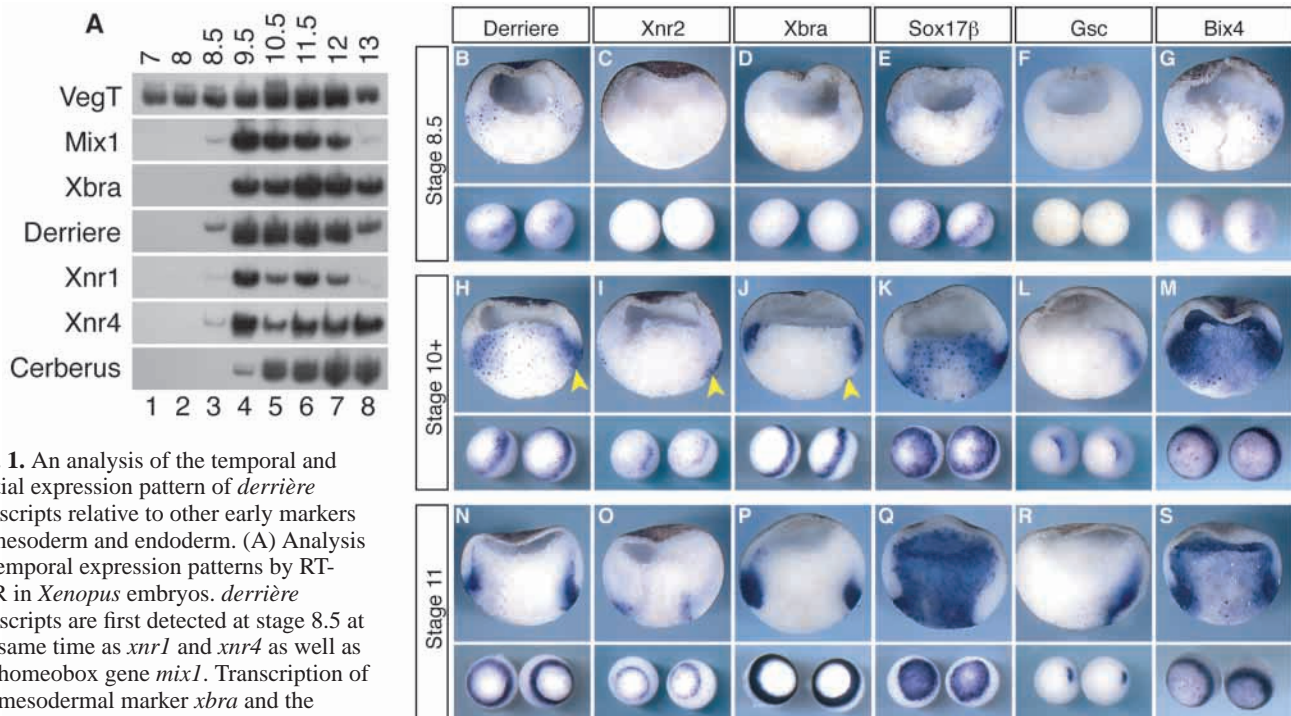 A
7 8 8.5 9.5 10.5 11.5 12 13
VegT
Mix1
Xbra
Derriere
Xnr1
Xnr4
Cerberus
1 2 3 4 5 6 7 8
1. An analysis of the temporal and
tial expression pattern of derrière
scripts relative to other early markers
nesoderm and endoderm. (A) Analysis
temporal expression patterns by RT-
R in Xenopus embryos. derrière
scripts are first detected at stage 8.5 at
same time as xnr1 and xnr4 as well as
homeobox gene mix1. Transcription of
mesodermal marker xbra and the
Derriere Xnr2 Xbra Sox17β Gsc Bix4
Stage 8.5
B C D E F G
Stage 10+
H I J K L M
Stage 11
N O P Q R S